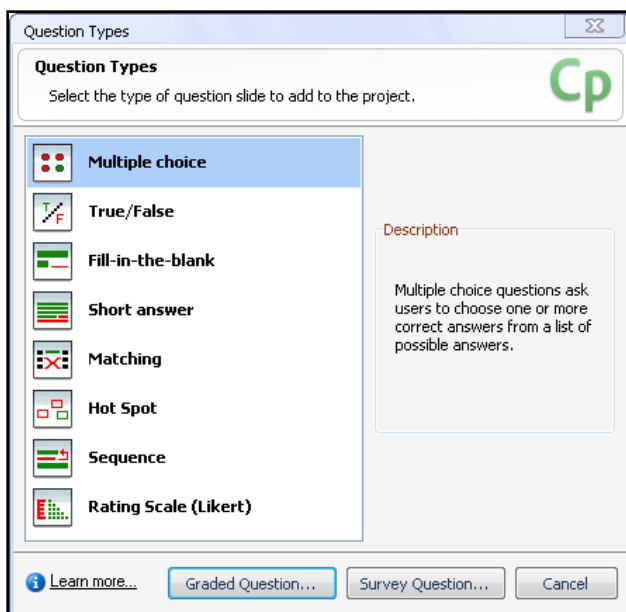 Question Types
Question Types
Select the type of question slide to add to the project.
Cp
Multiple choice
T/F
True/False
Fill-in-the-blank
Short answer
Matching
Hot Spot
Sequence
Rating Scale (Likert)
Description
Multiple choice questions ask
users to choose one or more
correct answers from a list of
possible answers.
i
Learn more...
Graded Question...
Survey Question...
Cancel